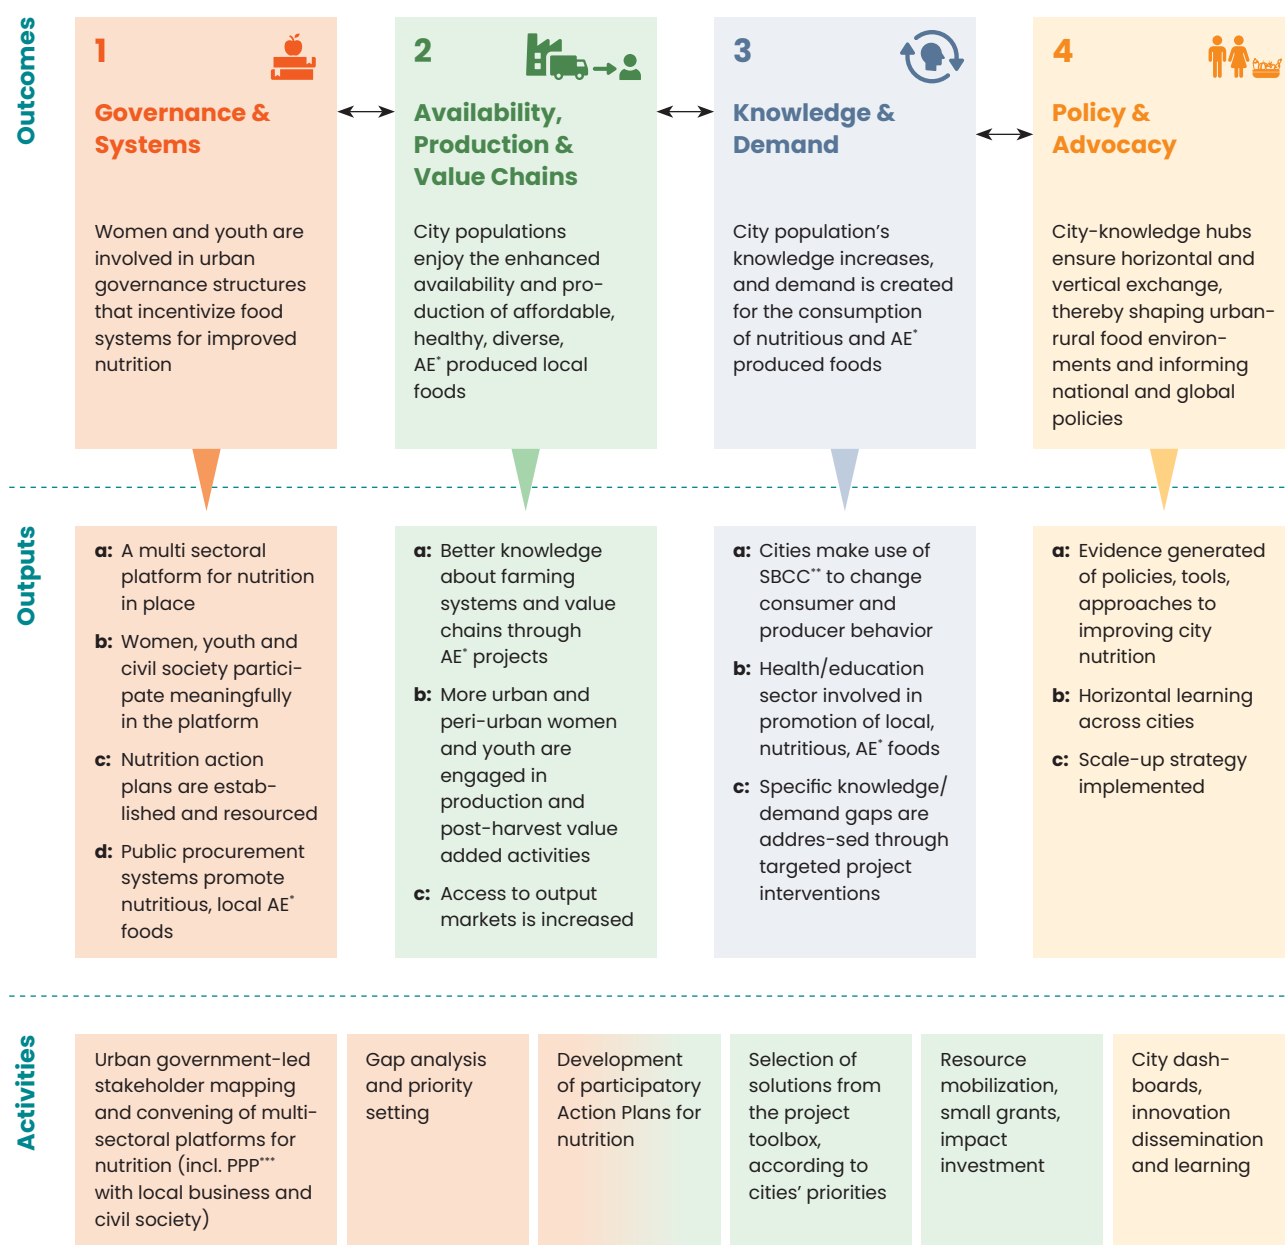 Outcomes
1
Governance &
Systems
Women and youth are
involved in urban
governance structures
that incentivize food
systems for improved
nutrition
2
Availability,
Production &
Value Chains
City populations
enjoy the enhanced
availability and pro-
duction of affordable,
healthy, diverse,
AE* produced local
foods
3
Knowledge &
Demand
City population's
knowledge increases,
and demand is created
for the consumption
of nutritious and AE*
produced foods
4
Policy &
Advocacy
City-knowledge hubs
ensure horizontal and
vertical exchange,
thereby shaping urban-
rural food environ-
ments and informing
national and global
policies
Outputs
a: A multi sectoral
platform for nutrition
in place
b: Women, youth and
civil society partici-
pate meaningfully
in the platform
c: Nutrition action
plans are estab-
lished and resourced
d: Public procurement
systems promote
nutritious, local AE*
foods
a: Better knowledge
about farming
systems and value
chains through
AE* projects
b: More urban and
peri-urban women
and youth are
engaged in
production and
post-harvest value
added activities
c: Access to output
markets is increased
a: Cities make use of
SBCC** to change
consumer and
producer behavior
b: Health/education
sector involved in
promotion of local,
nutritious, AE* foods
c: Specific knowledge/
demand gaps are
addres-sed through
targeted project
interventions
a: Evidence generated
of policies, tools,
approaches to
improving city
nutrition
b: Horizontal learning
across cities
c: Scale-up strategy
implemented
Activities
Urban government-led
stakeholder mapping
and convening of multi-
sectoral platforms for
nutrition (incl. PPP***
with local business and
civil society)
Gap analysis
and priority
setting
Development
of participatory
Action Plans for
nutrition
Selection of
solutions from
the project
toolbox,
according to
cities' priorities
Resource
mobilization,
small grants,
impact
investment
City dash-
boards,
innovation
dissemination
and learning